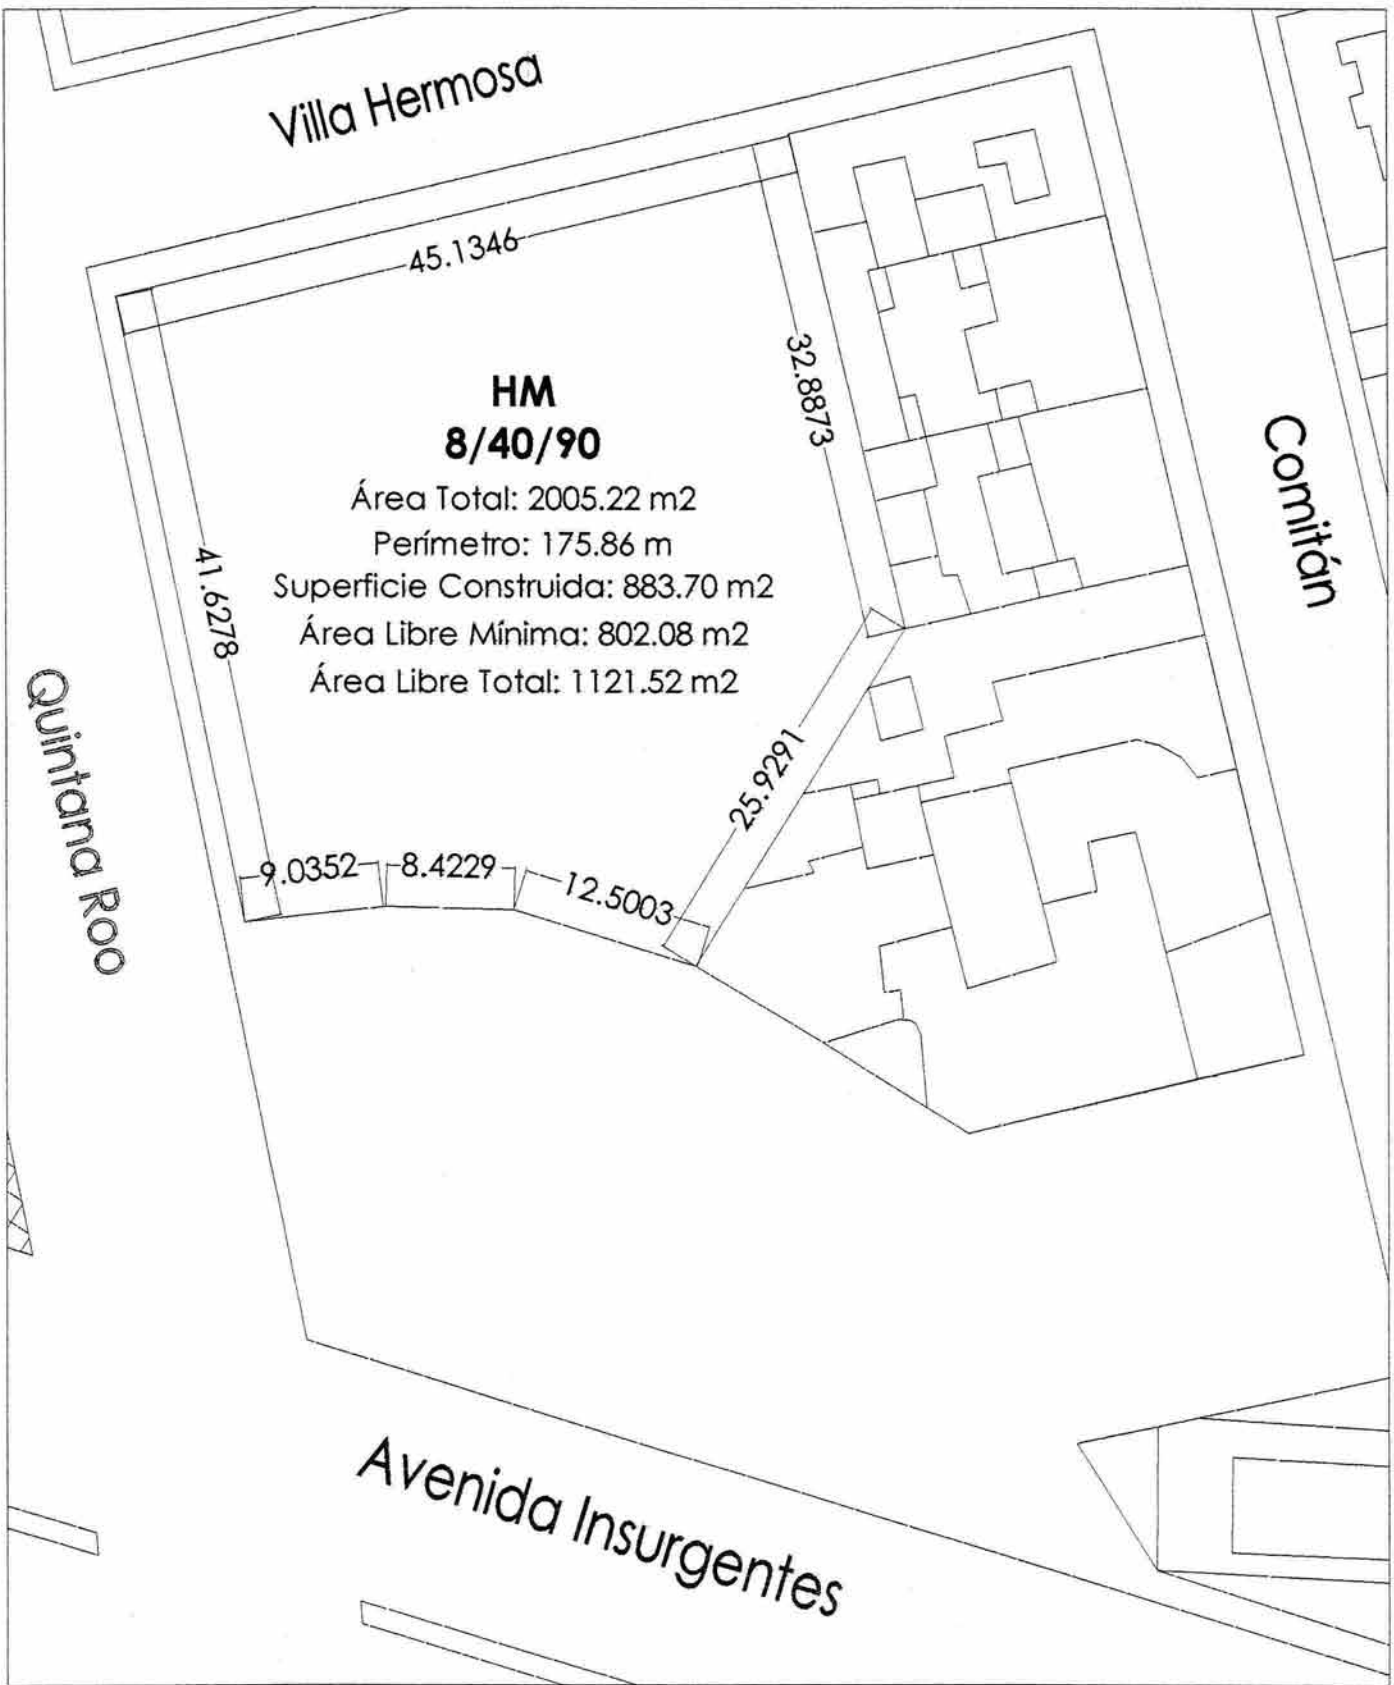 Villa Hermosa
45.1346
32.8873
HM
8/40/90
Área Total: 2005.22 m2
Perímetro: 175.86 m
Superficie Construida: 883.70 m2
Área Libre Mínima: 802.08 m2
Área Libre Total: 1121.52 m2
41.6278
Comitán
Quintana Roo
25.9291
9.0352
8.4229
12.5003
Avenida Insurgentes